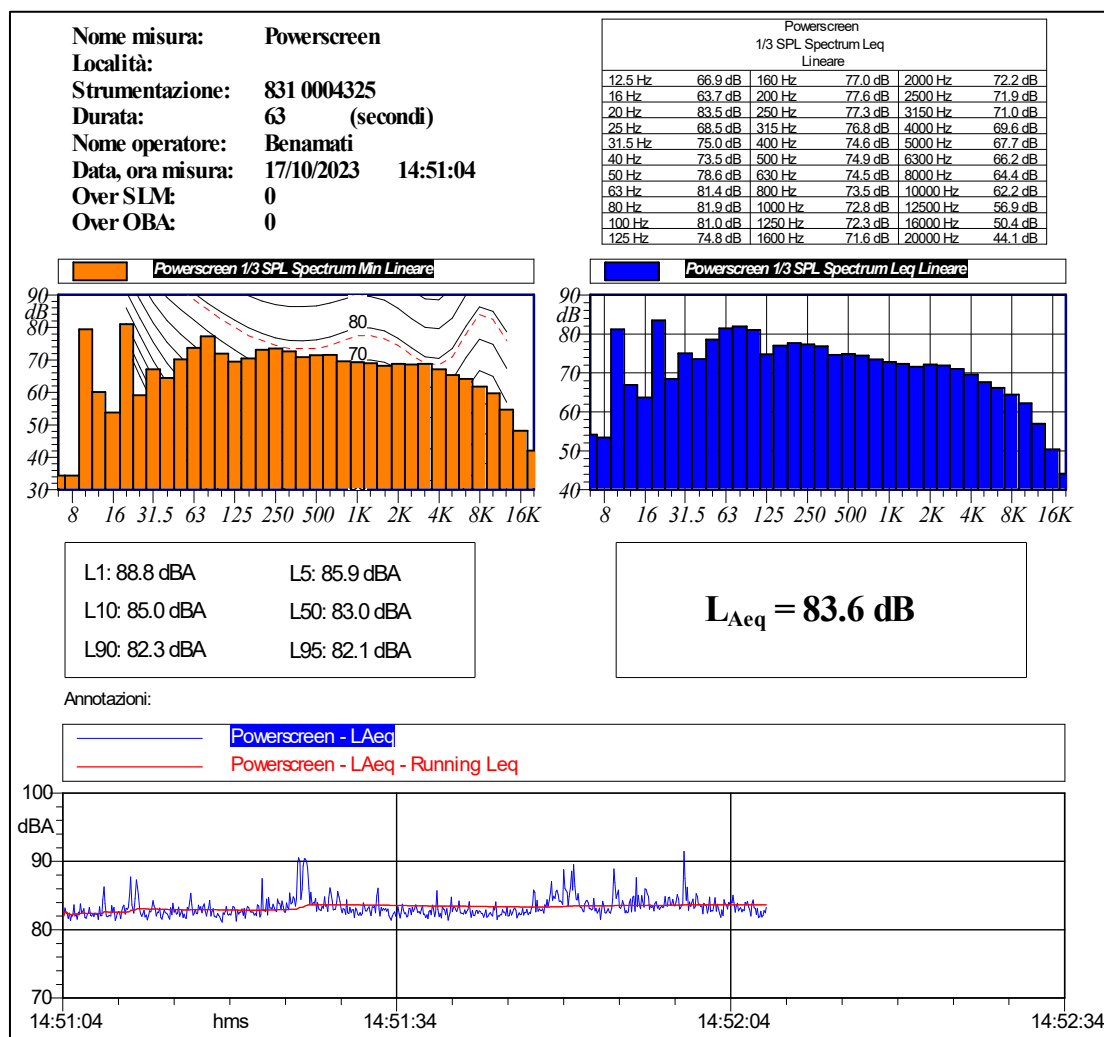 Nome misura: Powerscreen
Località:
Strumentazione: 831 0004325
Durata: 63 (secondi)
Nome operatore: Benamati
Data, ora misura: 17/10/2023 14:51:04
Over SLM: 0
Over OBA: 0
Powerscreen
1/3 SPL Spectrum Leq
Lineare
12.5 Hz 66.9 dB 160 Hz 77.0 dB 2000 Hz 72.2 dB
16 Hz 63.7 dB 200 Hz 77.6 dB 2500 Hz 71.9 dB
20 Hz 83.5 dB 250 Hz 77.3 dB 3150 Hz 71.0 dB
25 Hz 68.5 dB 315 Hz 76.8 dB 4000 Hz 69.6 dB
31.5 Hz 75.0 dB 400 Hz 74.6 dB 5000 Hz 67.7 dB
40 Hz 73.5 dB 500 Hz 74.9 dB 6300 Hz 66.2 dB
50 Hz 78.6 dB 630 Hz 74.5 dB 8000 Hz 64.4 dB
63 Hz 81.4 dB 800 Hz 73.5 dB 10000 Hz 62.2 dB
80 Hz 81.9 dB 1000 Hz 72.8 dB 12500 Hz 56.9 dB
100 Hz 81.0 dB 1250 Hz 72.3 dB 16000 Hz 50.4 dB
125 Hz 74.8 dB 1600 Hz 71.6 dB 20000 Hz 44.1 dB
Powerscreen 1/3 SPL Spectrum Min Lineare
90
dB
80
70
60
50
40
30
80
70
8 16 31.5 63 125 250 500 1K 2K 4K 8K 16K
Powerscreen 1/3 SPL Spectrum Leq Lineare
90
dB
80
70
60
50
40
8 16 31.5 63 125 250 500 1K 2K 4K 8K 16K
L1: 88.8 dBA L5: 85.9 dBA
L10: 85.0 dBA L50: 83.0 dBA
L90: 82.3 dBA L95: 82.1 dBA
LAeq = 83.6 dB
Annotazioni:
Powerscreen - LAeq
Powerscreen - LAeq - Running Leq
100
dBA
90
80
70
14:51:04 hms 14:51:34 14:52:04 14:52:34